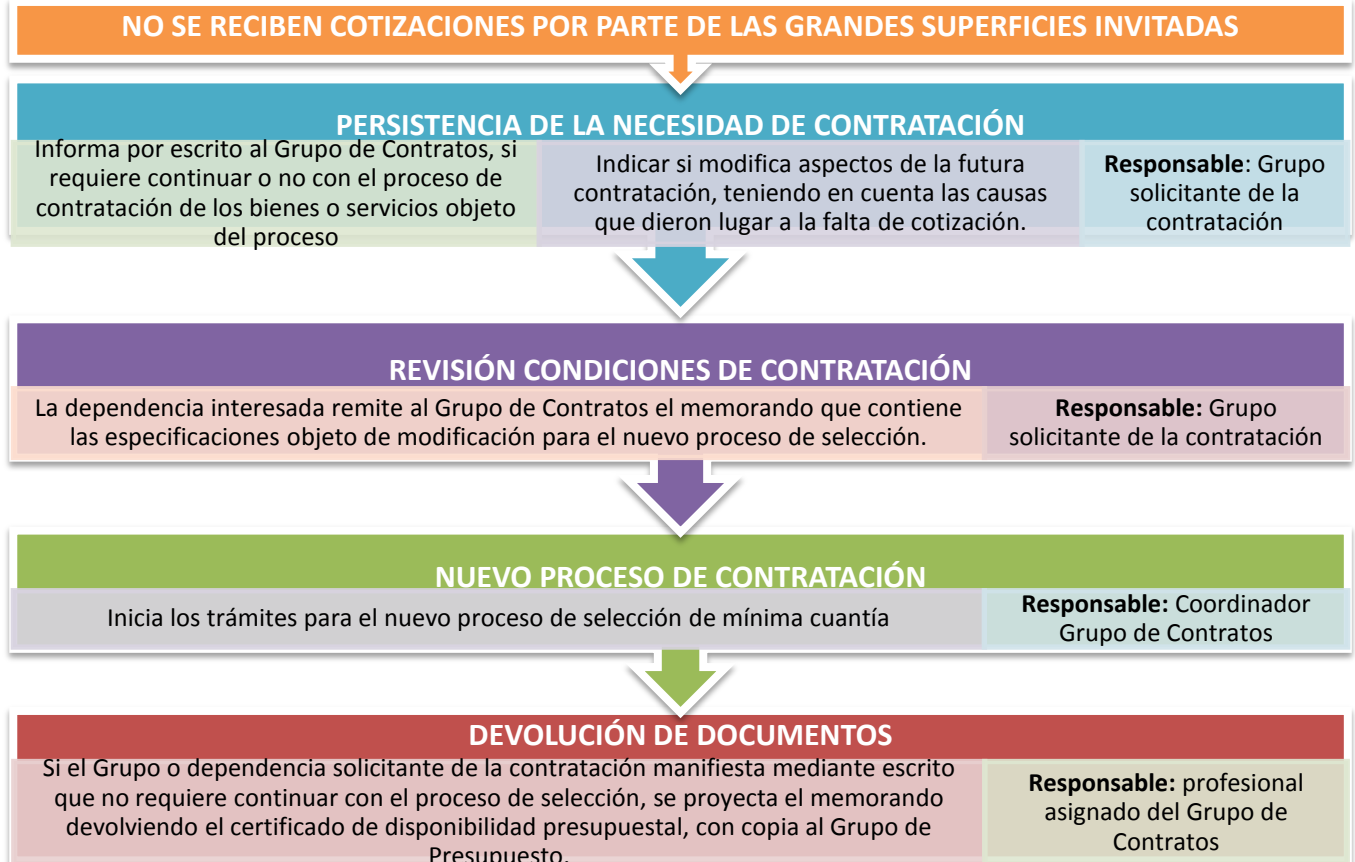 NO SE RECIBEN COTIZACIONES POR PARTE DE LAS GRANDES SUPERFICIES INVITADAS
PERSISTENCIA DE LA NECESIDAD DE CONTRATACIÓN
Informa por escrito al Grupo de Contratos, si
requiere continuar o no con el proceso de
contratación de los bienes o servicios objeto
del proceso
Indicar si modifica aspectos de la futura
contratación, teniendo en cuenta las causas
que dieron lugar a la falta de cotización.
Responsable: Grupo
solicitante de la
contratación
REVISIÓN CONDICIONES DE CONTRATACIÓN
La dependencia interesada remite al Grupo de Contratos el memorando que contiene
las especificaciones objeto de modificación para el nuevo proceso de selección.
Responsable: Grupo
solicitante de la contratación
NUEVO PROCESO DE CONTRATACIÓN
Inicia los trámites para el nuevo proceso de selección de mínima cuantía
Responsable: Coordinador
Grupo de Contratos
DEVOLUCIÓN DE DOCUMENTOS
Si el Grupo o dependencia solicitante de la contratación manifiesta mediante escrito
que no requiere continuar con el proceso de selección, se proyecta el memorando
devolviendo el certificado de disponibilidad presupuestal, con copia al Grupo de
Presupuesto.
Responsable: profesional
asignado del Grupo de
Contratos